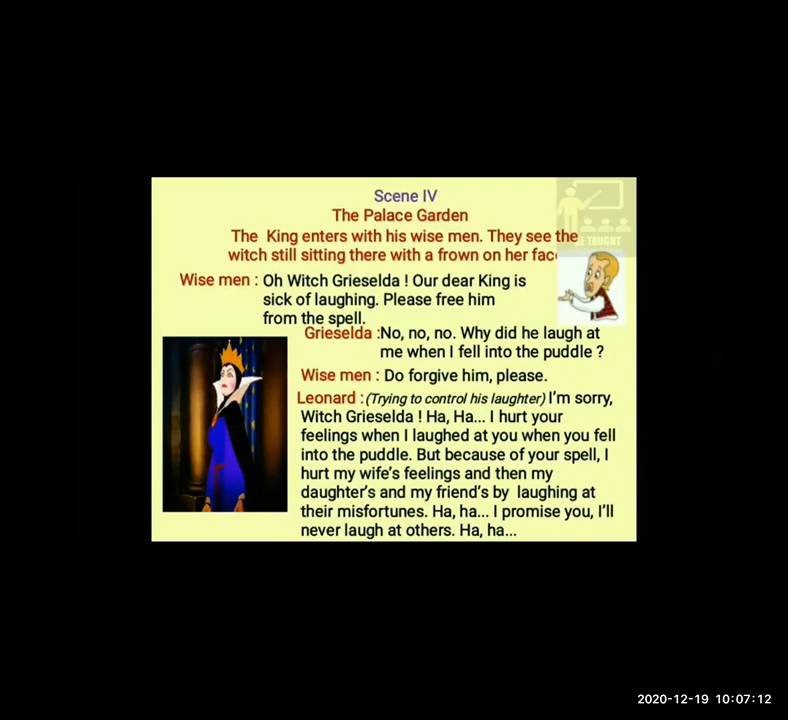 Scene IV
The Palace Garden
The King enters with his wise men. They see the
witch still sitting there with a frown on her
Wise men : Oh Witch Grieselda ! Our dear King is
sick of laughing. Please free him
from the spell.
Grieselda :No, no, no. Why did he laugh at
me when I fell into the puddle ?
Wise men : Do forgive him, please.
Leonard :(Trying to control his laughter) I'm sorry,
Witch Grieselda ! Ha, Ha... I hurt your
feelings when I laughed at you when you fell
into the puddle. But because of your spell, I
hurt my wife's feelings and then my
daughter's and my friend's by laughing at
their misfortunes. Ha, ha... I promise you, I'll
never laugh at others. Ha, ha...
TAUGHT
2020-12-19 10:07:12